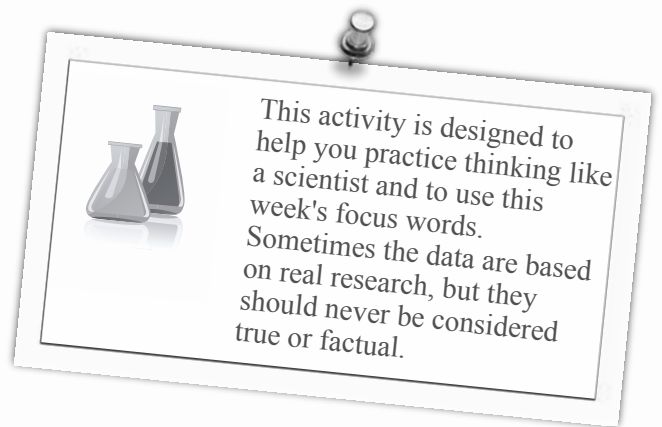 This activity is designed to
help you practice thinking like
a scientist and to use this
week's focus words.
Sometimes the data are based
on real research, but they
should never be considered
true or factual.